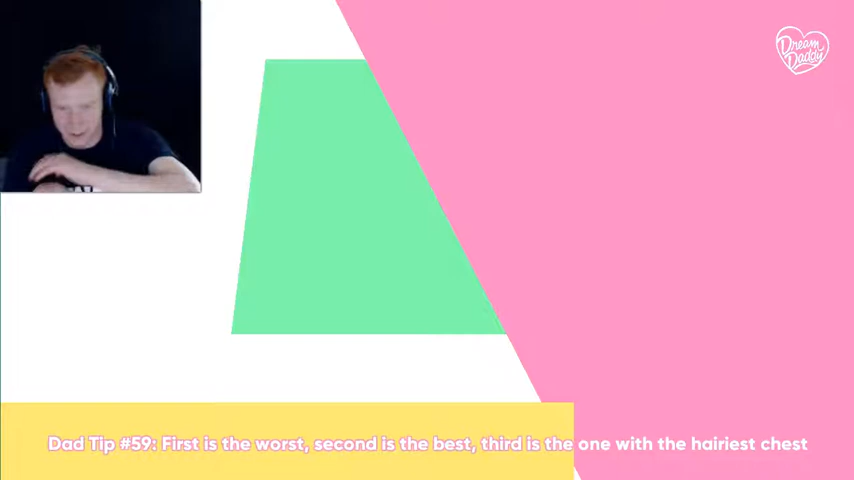 Dream
Daddy
Dad Tip #59: First is the worst, second is the best, third is the one with the hairiest chest